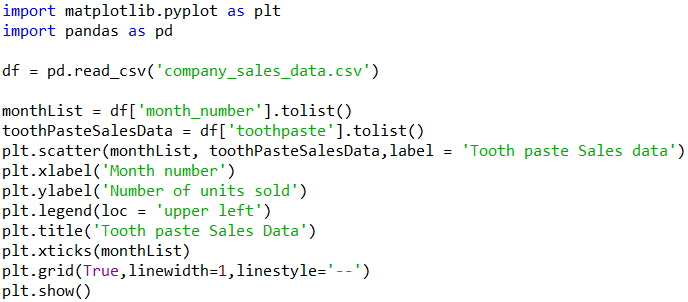 import matplotlib.pyplot as plt
import pandas as pd
df = pd.read_csv('company_sales_data.csv')
monthList = df['month_number'].tolist()
toothPasteSalesData = df['toothpaste'].tolist()
plt.scatter(monthList, toothPasteSalesData,label = 'Tooth paste Sales data')
plt.xlabel('Month number')
plt.ylabel('Number of units sold')
plt.legend(loc = 'upper left')
plt.title('Tooth paste Sales Data')
plt.xticks(monthList)
plt.grid(True,linewidth=1,linestyle='--')
plt.show()